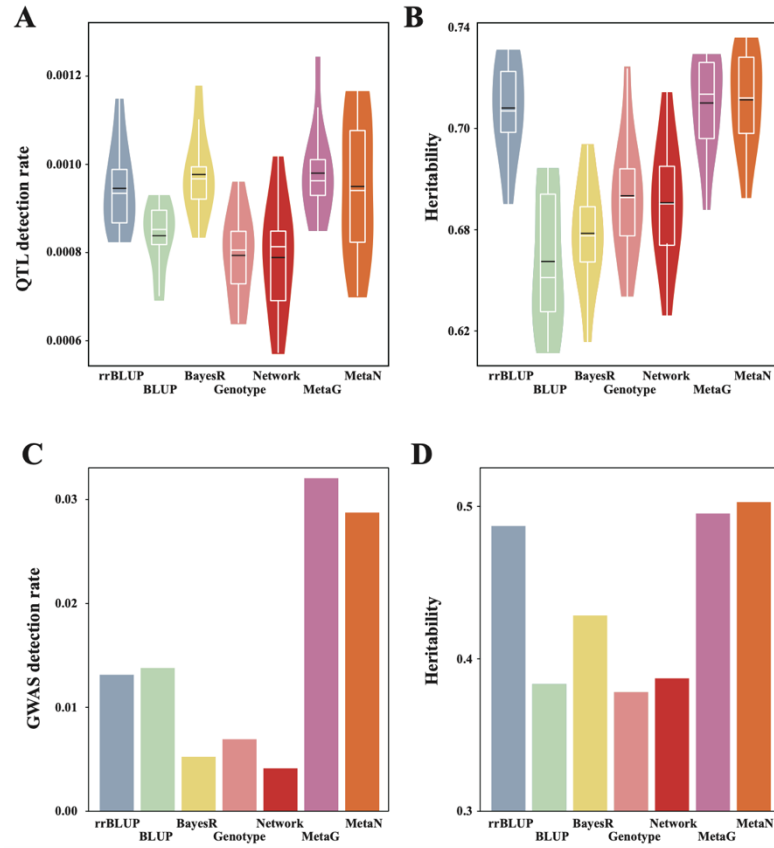 A
QTL detection rate
0.0012
0.0010
0.0008
0.0006
rrBLUP BayesR Network MetaN
BLUP Genotype MetaG
B
Heritability
0.74
0.70
0.68
0.62
rrBLUP BayesR Network MetaN
BLUP Genotype MetaG
C
GWAS detection rate
0.03
0.02
0.01
0.00
rrBLUP BayesR Network MetaN
BLUP Genotype MetaG
D
Heritability
0.5
0.4
0.3
rrBLUP BayesR Network MetaN
BLUP Genotype MetaG